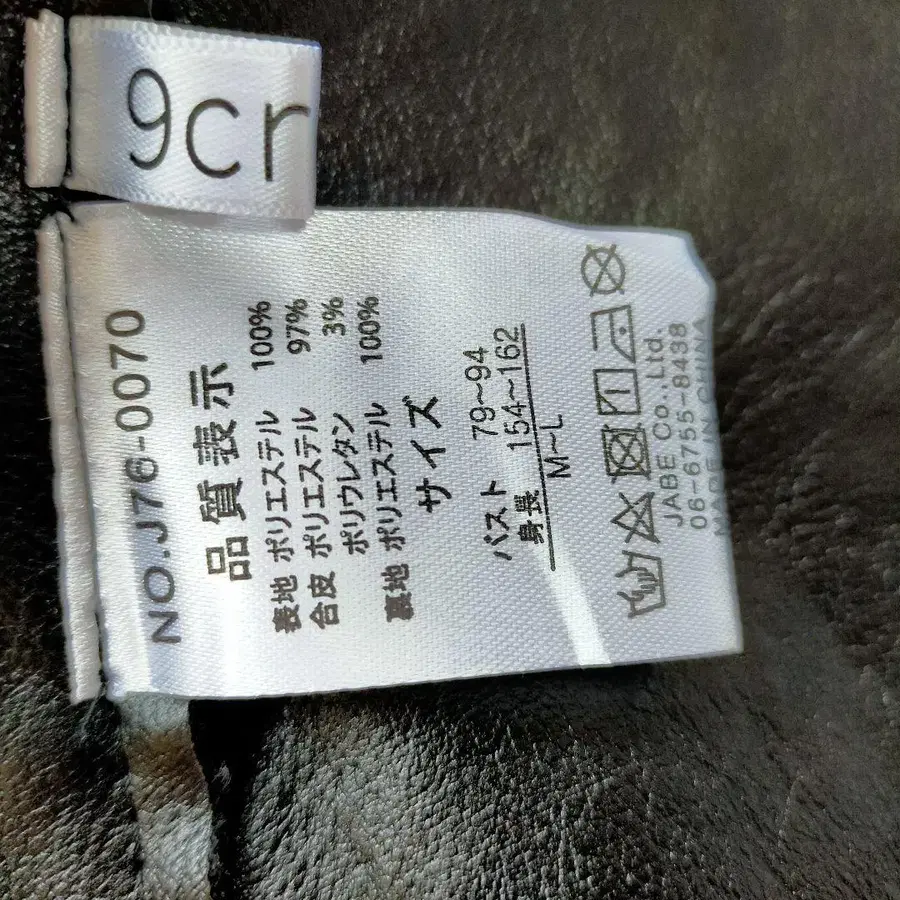 9cr
NO.J76-0070
品質表示
表地 ポリエステル 100%
合皮 ポリエステル 97%
ポリウレタン 3%
裏地 ポリエステル 100%
サイズ
バスト 79~94
身長 154~162
M~L
JABE Co.,Ltd.
06-6755-8438
MADE IN CHINA